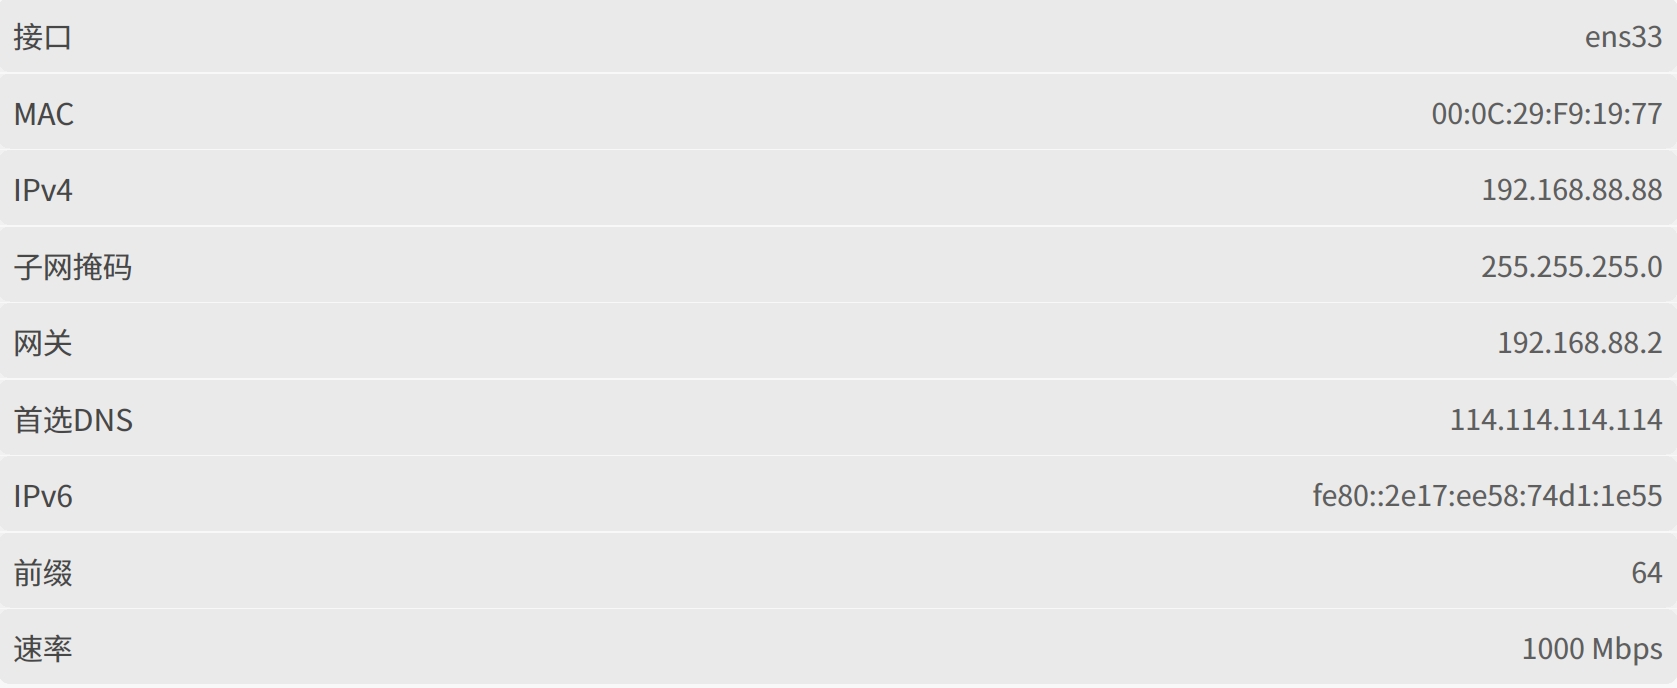 接口 ens33
MAC 00:0C:29:F9:19:77
IPv4 192.168.88.88
子网掩码 255.255.255.0
网关 192.168.88.2
首选DNS 114.114.114.114
IPv6 fe80::2e17:ee58:74d1:1e55
前缀 64
速率 1000 Mbps